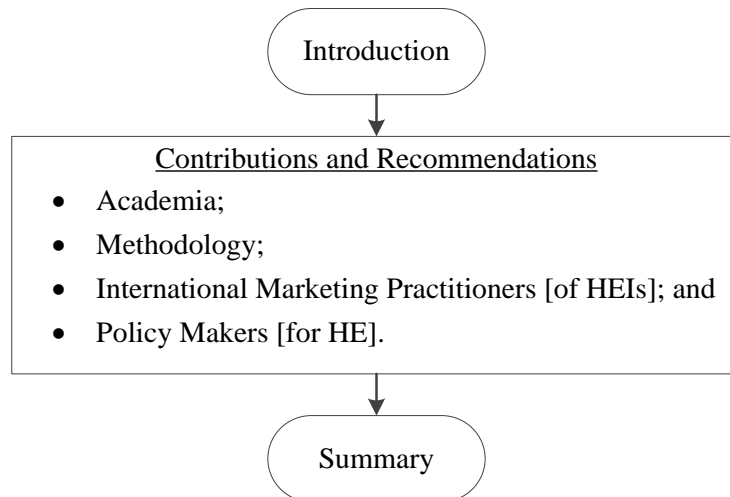 Introduction
Contributions and Recommendations
• Academia;
• Methodology;
• International Marketing Practitioners [of HEIs]; and
• Policy Makers [for HE].
Summary